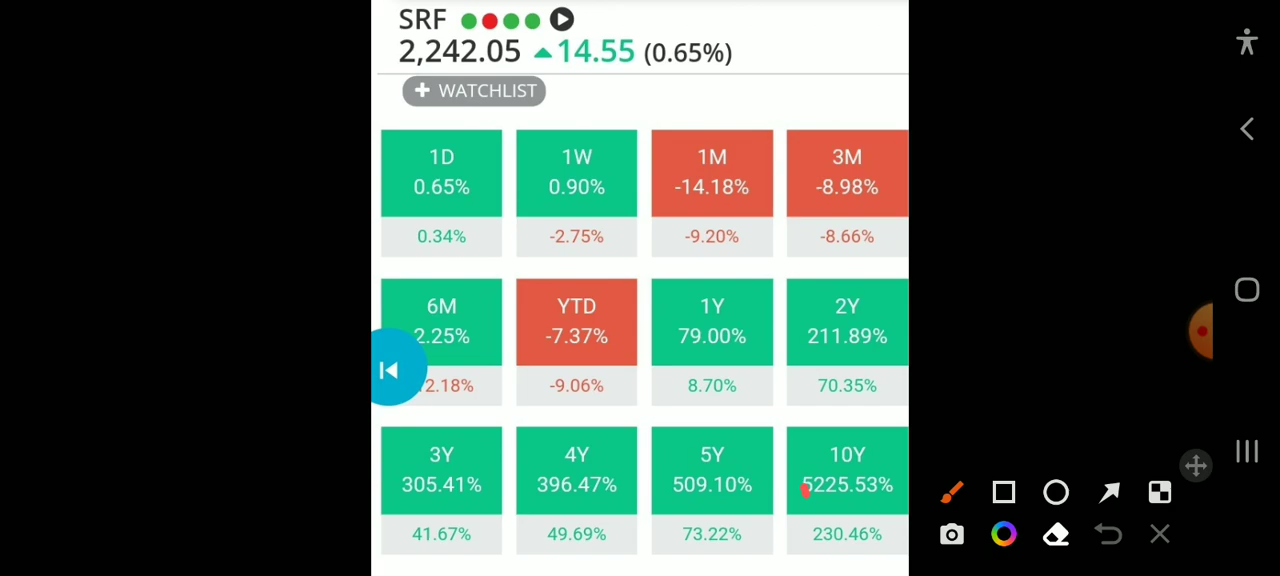 SRF
2,242.05 ▲14.55 (0.65%)
+ WATCHLIST
1D 1W 1M 3M
0.65% 0.90% -14.18% -8.98%
0.34% -2.75% -9.20% -8.66%
6M YTD 1Y 2Y
2.25% -7.37% 79.00% 211.89%
2.18% -9.06% 8.70% 70.35%
3Y 4Y 5Y 10Y
305.41% 396.47% 509.10% 5225.53%
41.67% 49.69% 73.22% 230.46%